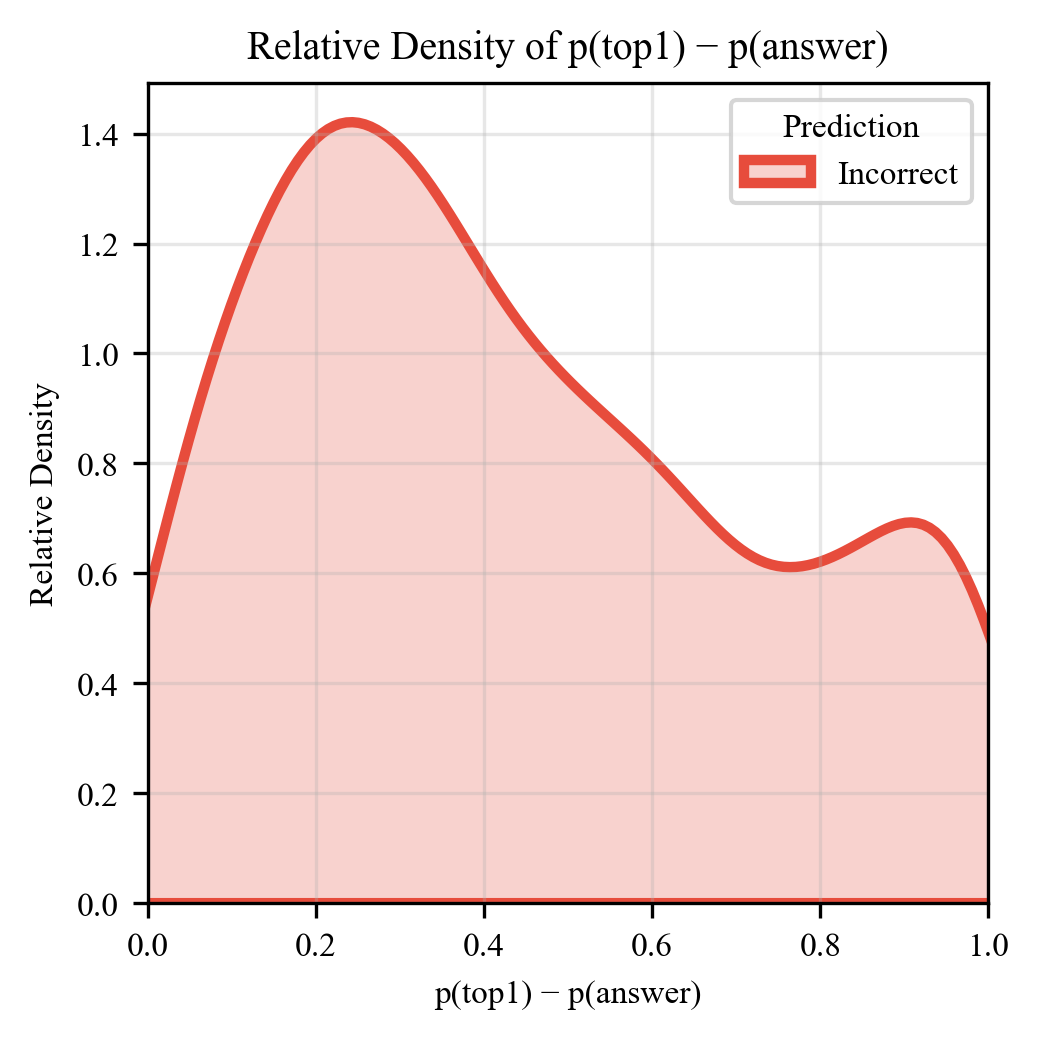 Relative Density of p(top1) − p(answer)
Prediction
Incorrect
Relative Density
1.4
1.2
1.0
0.8
0.6
0.4
0.2
0.0
0.0 0.2 0.4 0.6 0.8 1.0
p(top1) − p(answer)